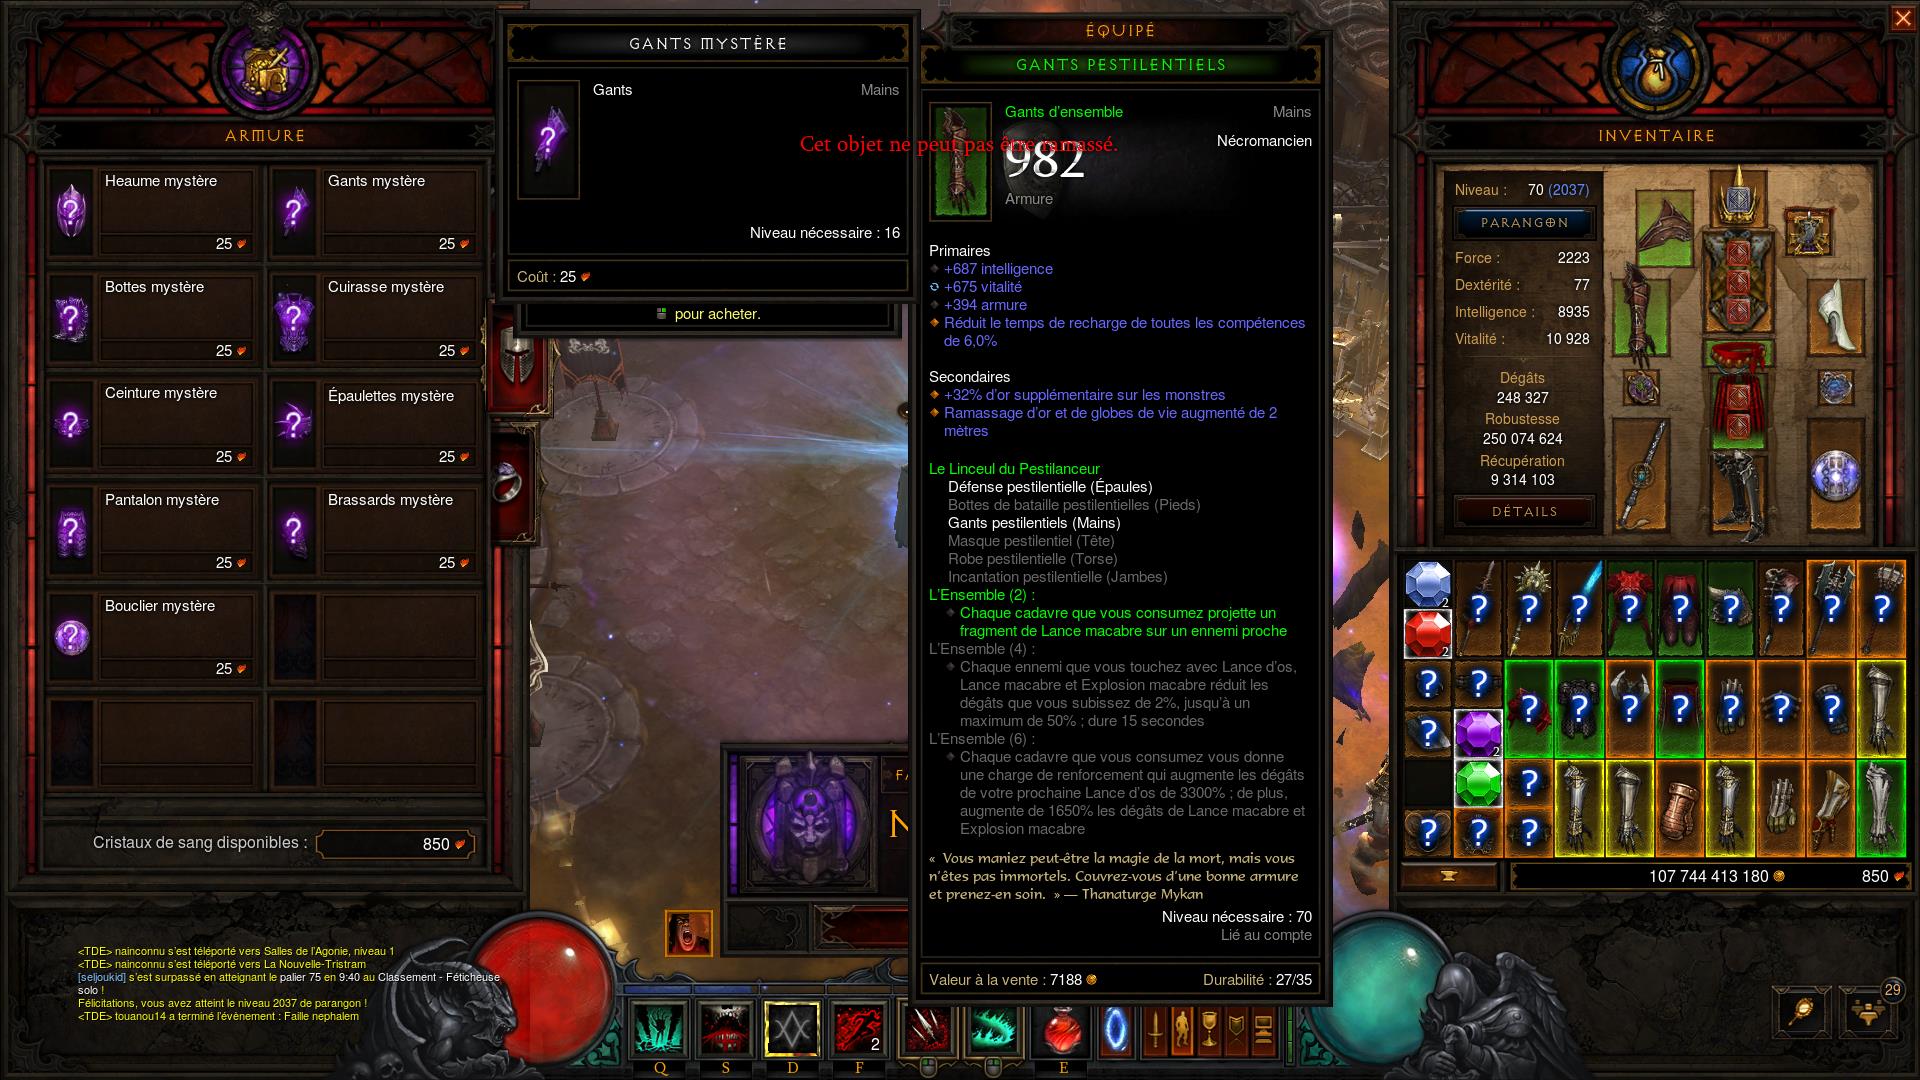 ARMURE
Heaume mystère
25
Gants mystère
25
Bottes mystère
25
Cuirasse mystère
25
Ceinture mystère
25
Épaulettes mystère
25
Pantalon mystère
25
Brassards mystère
25
Bouclier mystère
25
Cristaux de sang disponibles :
850
GANTS MYSTÈRE
Gants
Mains
Niveau nécessaire : 16
Coût : 25
pour acheter.
Cet objet ne peut pas être ramassé.
ÉQUIPÉ
GANTS PESTILENTIELS
Gants d'ensemble
Mains
Nécromancien
982
Armure
Primaires
+687 intelligence
+675 vitalité
+394 armure
Réduit le temps de recharge de toutes les compétences
de 6,0%
Secondaires
+32% d'or supplémentaire sur les monstres
Ramassage d'or et de globes de vie augmenté de 2
mètres
Le Linceul du Pestilanceur
Défense pestilentielle (Épaules)
Bottes de bataille pestilentielles (Pieds)
Gants pestilentiels (Mains)
Masque pestilentiel (Tête)
Robe pestilentielle (Torse)
Incantation pestilentielle (Jambes)
L'Ensemble (2) :
Chaque cadavre que vous consumez projette un
fragment de Lance macabre sur un ennemi proche
L'Ensemble (4) :
Chaque ennemi que vous touchez avec Lance d'os,
Lance macabre et Explosion macabre réduit les
dégâts que vous subissez de 2%, jusqu'à un
maximum de 50% ; dure 15 secondes
L'Ensemble (6) :
Chaque cadavre que vous consumez vous donne
une charge de renforcement qui augmente les dégâts
de votre prochaine Lance d'os de 3300% ; de plus,
augmente de 1650% les dégâts de Lance macabre et
Explosion macabre
« Vous maniez peut-être la magie de la mort, mais vous
n'êtes pas immortels. Couvrez-vous d'une bonne armure
et prenez-en soin. » — Thanaturge Mykan
Niveau nécessaire : 70
Lié au compte
Valeur à la vente : 7188
Durabilité : 27/35
INVENTAIRE
Niveau : 70 (2037)
PARANGON
Force : 2223
Dextérité : 77
Intelligence : 8935
Vitalité : 10 928
Dégâts
248 327
Robustesse
250 074 624
Récupération
9 314 103
DÉTAILS
2
2
2
107 744 413 180
850
<TDE> nainconnu s'est téléporté vers Salles de l'Agonie, niveau 1
<TDE> nainconnu s'est téléporté vers La Nouvelle-Tristram
[seljoukid] s'est surpassé en atteignant le palier 75 en 9:40 au Classement - Féticheuse
solo !
Félicitations, vous avez atteint le niveau 2037 de parangon !
<TDE> touanou14 a terminé l'évènement : Faille nephalem
2
Q
S
D
F
E
29